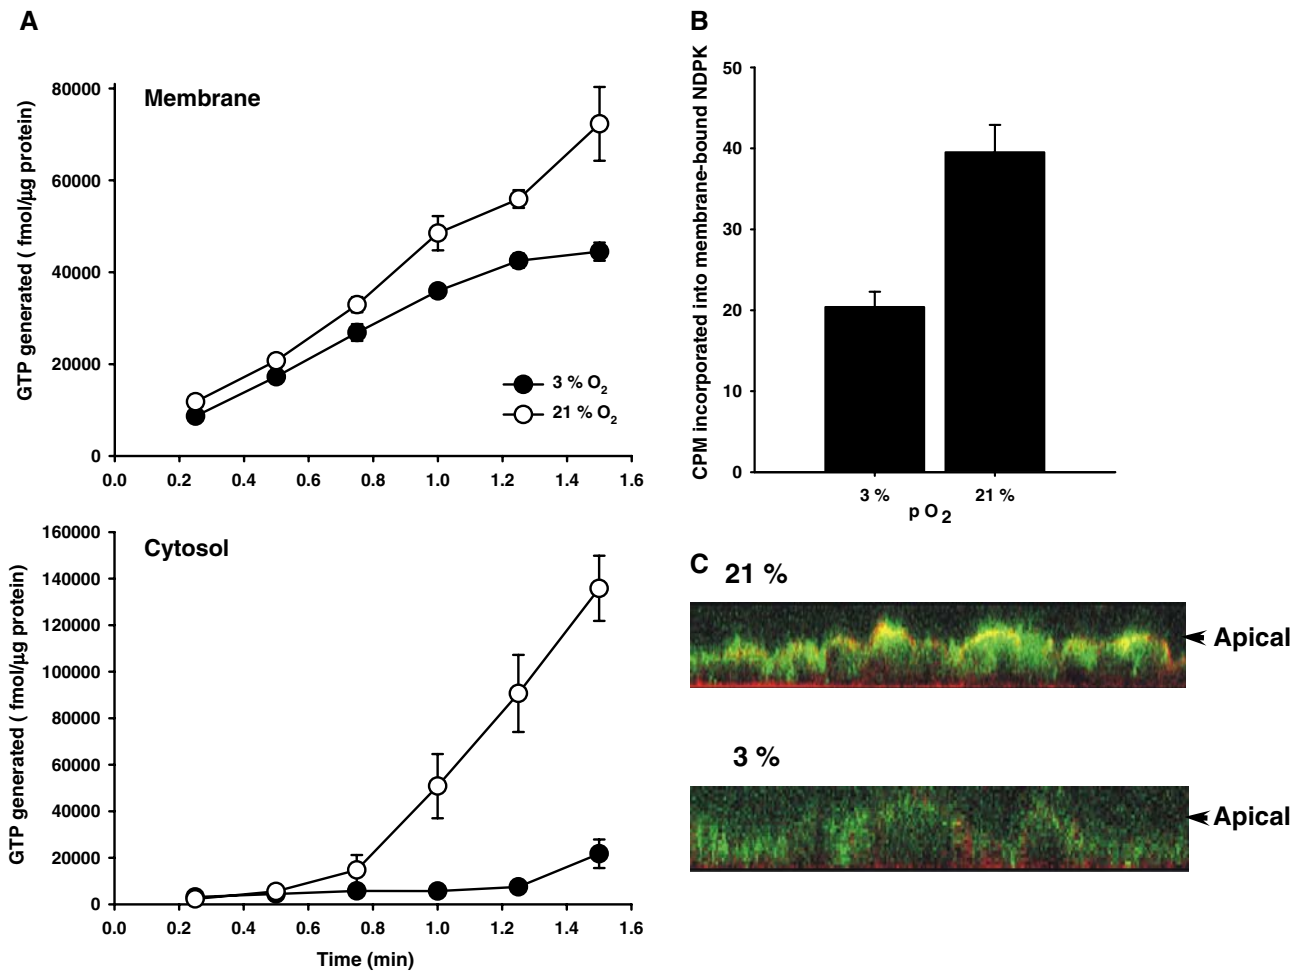 A
Membrane
GTP generated ( fmol/µg protein)
80000
60000
40000
20000
0
0.0 0.2 0.4 0.6 0.8 1.0 1.2 1.4 1.6
3 % O2
21 % O2
Cytosol
GTP generated ( fmol/µg protein)
160000
140000
120000
100000
80000
60000
40000
20000
0
0.0 0.2 0.4 0.6 0.8 1.0 1.2 1.4 1.6
Time (min)
B
CPM incorporated into membrane-bound NDPK
50
40
30
20
10
0
3 % 21 %
p O2
C 21 %
Apical
3 %
Apical